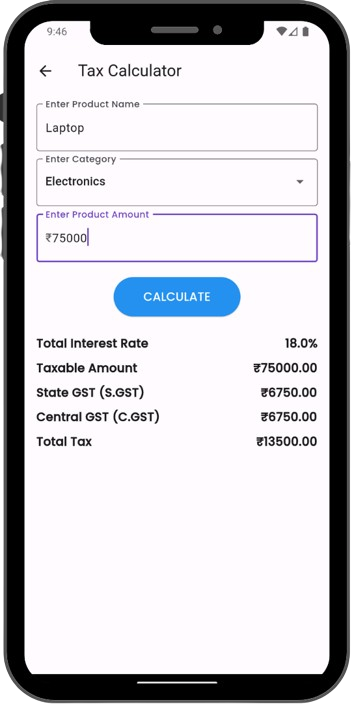 9:46
Tax Calculator
Enter Product Name
Laptop
Enter Category
Electronics
Enter Product Amount
₹75000
CALCULATE
Total Interest Rate 18.0%
Taxable Amount ₹75000.00
State GST (S.GST) ₹6750.00
Central GST (C.GST) ₹6750.00
Total Tax ₹13500.00